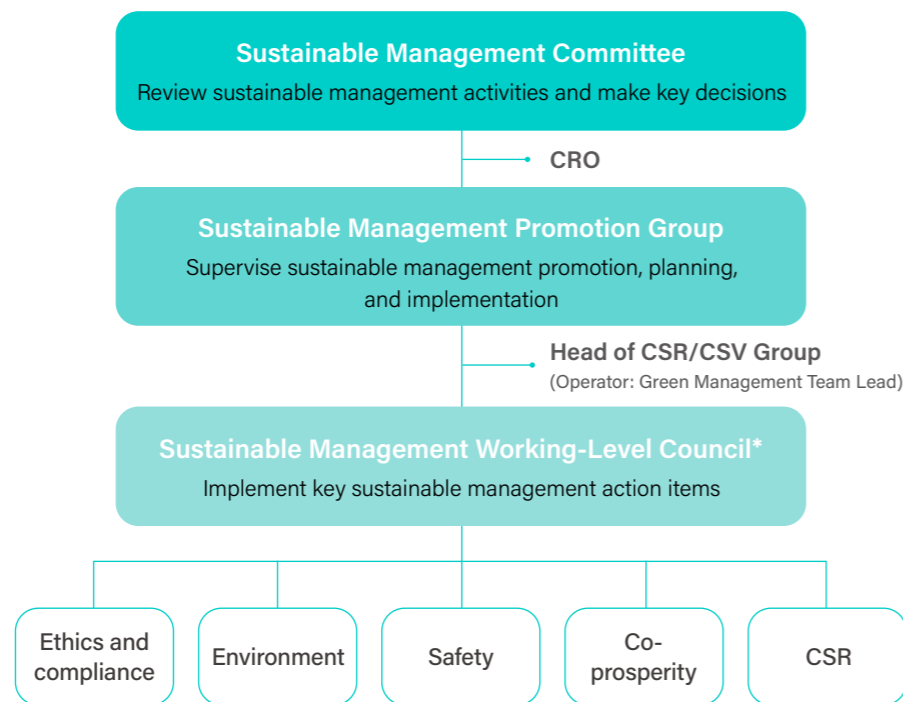 Sustainable Management Committee
Review sustainable management activities and make key decisions
CRO
Sustainable Management Promotion Group
Supervise sustainable management promotion, planning,
and implementation
Head of CSR/CSV Group
(Operator: Green Management Team Lead)
Sustainable Management Working-Level Council*
Implement key sustainable management action items
Ethics and
compliance
Environment
Safety
Co-
prosperity
CSR